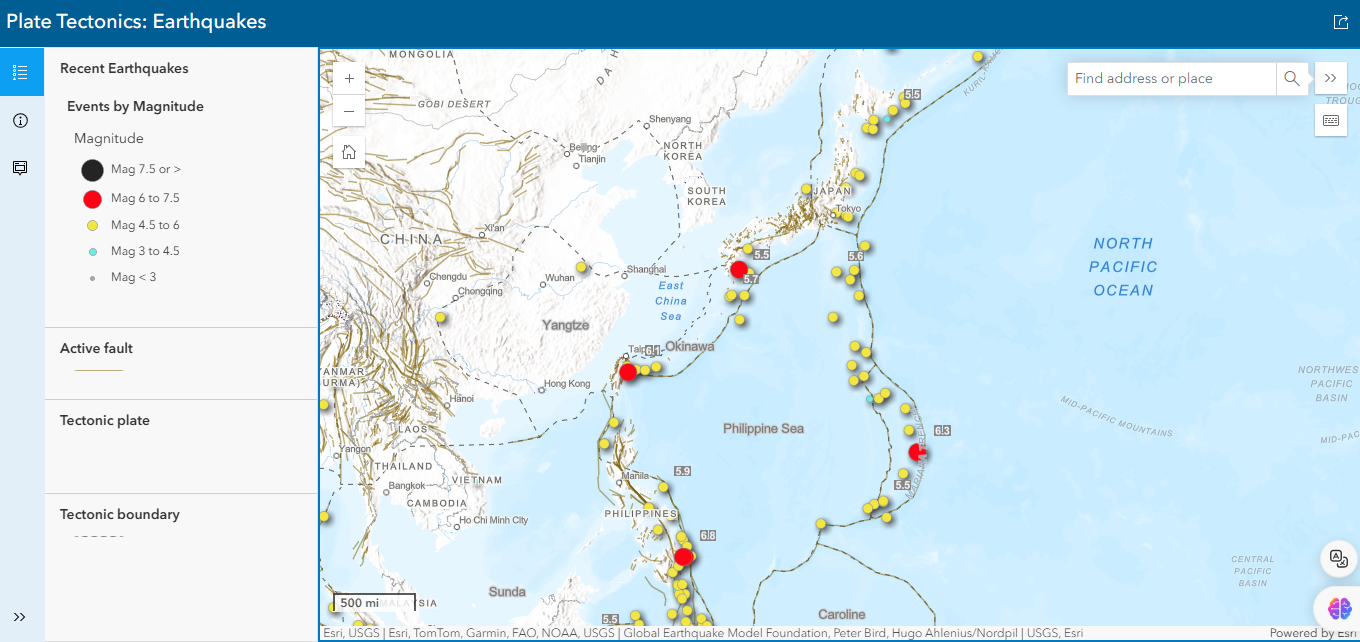 Plate Tectonics: Earthquakes
Recent Earthquakes
Events by Magnitude
Magnitude
Mag 7.5 or >
Mag 6 to 7.5
Mag 4.5 to 6
Mag 3 to 4.5
Mag < 3
Active fault
Tectonic plate
Tectonic boundary
Find address or place
MONGOLIA
GOBI DESERT
Shenyang
Beijing
Tianjin
NORTH
KOREA
SOUTH
KOREA
JAPAN
Tokyo
KURIL
5.5
TROUG
CHINA
Xi'an
Chengdu
Wuhan
Chongqing
Shanghai
East
China
Sea
5.5
5.7
5.6
NORTH
PACIFIC
OCEAN
Yangtze
Okinawa
6.1
Hong Kong
Hanoi
ANMAR
URMA)
LAOS
Yangon
THAILAND
Bangkok
VIETNAM
CAMBODIA
Ho Chi Minh City
Manila
PHILIPPINES
5.9
6.8
Philippine Sea
6.3
5.5
MID-PACIFIC MOUNTAINS
NORTHWES
PACIFIC
BASIN
MID-PAC
CENTRAL
PACIFIC
BASIN
Sunda
Caroline
5.5
500 mi
MALAYSIA
Esri, USGS | Esri, TomTom, Garmin, FAO, NOAA, USGS | Global Earthquake Model Foundation, Peter Bird, Hugo Ahlenius/Nordpil | USGS, Esri
Powered by Esri